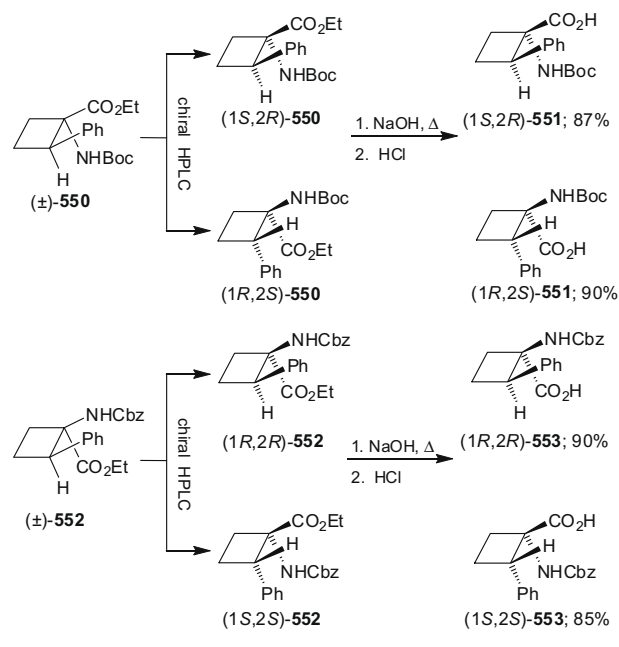 CO2Et
Ph
NHBoc
H
(1S,2R)-550
CO2H
Ph
NHBoc
H
(1S,2R)-551; 87%
CO2Et
Ph
NHBoc
H
(±)-550
chiral HPLC
1. NaOH, Δ
2. HCl
NHBoc
H
CO2Et
Ph
(1R,2S)-550
NHBoc
H
CO2H
Ph
(1R,2S)-551; 90%
NHCbz
Ph
CO2Et
H
(1R,2R)-552
NHCbz
Ph
CO2H
H
(1R,2R)-553; 90%
NHCbz
Ph
CO2Et
H
(±)-552
chiral HPLC
1. NaOH, Δ
2. HCl
CO2Et
H
NHCbz
Ph
(1S,2S)-552
CO2H
H
NHCbz
Ph
(1S,2S)-553; 85%